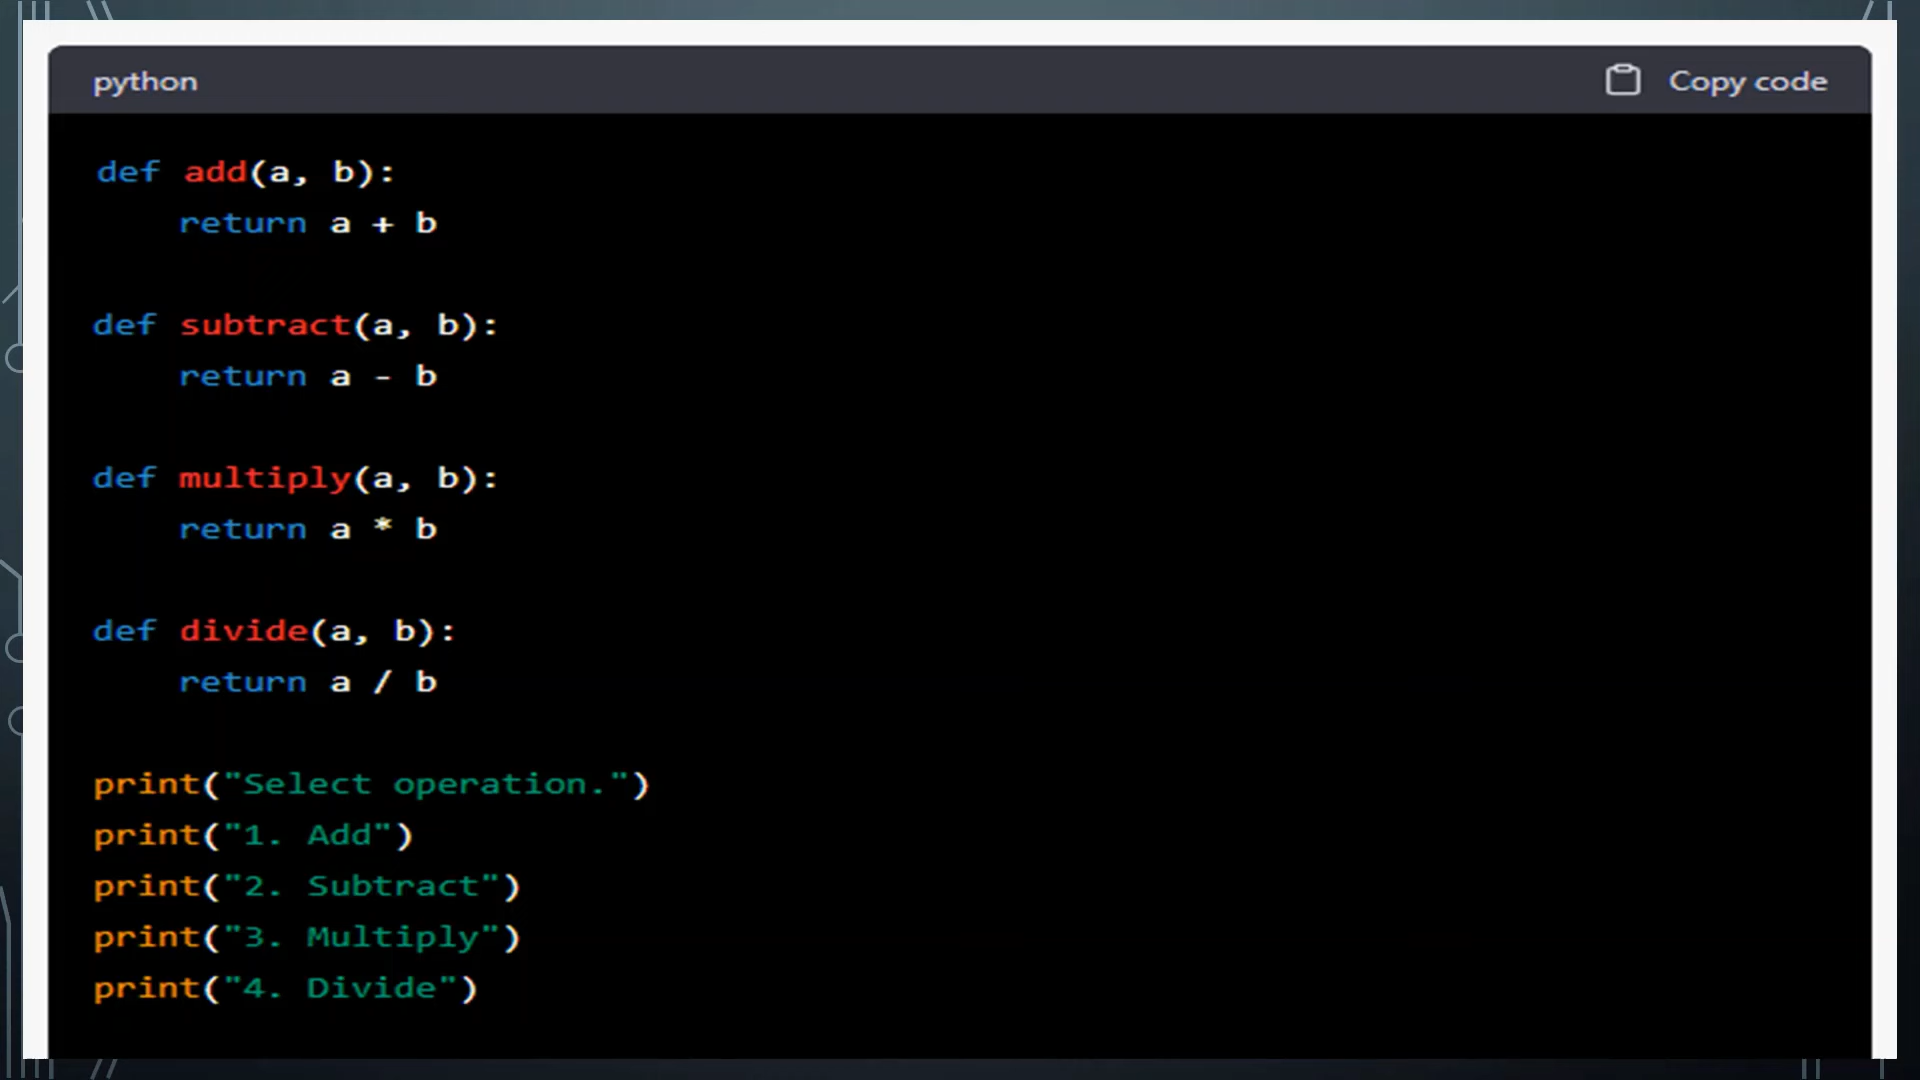 python
Copy code
def add(a, b):
    return a + b
def subtract(a, b):
    return a - b
def multiply(a, b):
    return a * b
def divide(a, b):
    return a / b
print("Select operation.")
print("1. Add")
print("2. Subtract")
print("3. Multiply")
print("4. Divide")